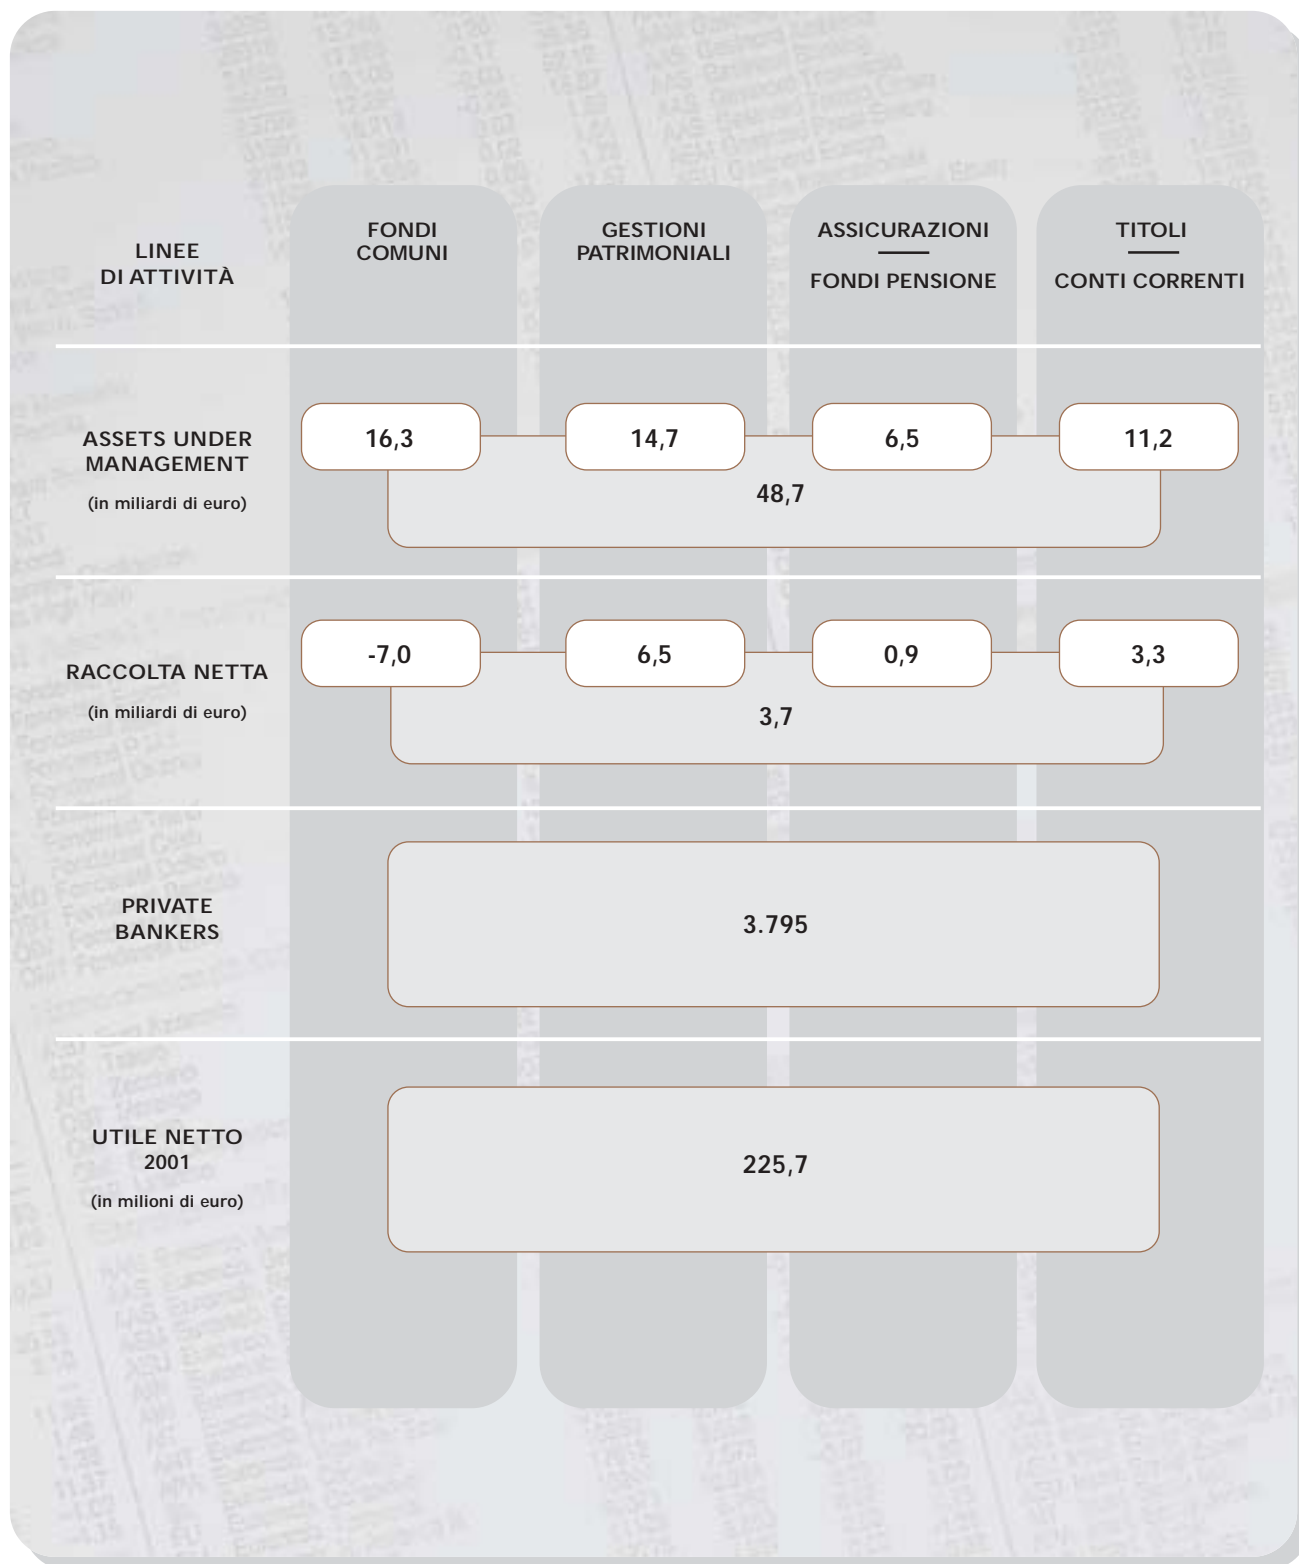 LINEE
DI ATTIVITÀ
FONDI
COMUNI
GESTIONI
PATRIMONIALI
ASSICURAZIONI
FONDI PENSIONE
TITOLI
CONTI CORRENTI
ASSETS UNDER
MANAGEMENT
(in miliardi di euro)
16,3
14,7
6,5
11,2
48,7
RACCOLTA NETTA
(in miliardi di euro)
-7,0
6,5
0,9
3,3
3,7
PRIVATE
BANKERS
3.795
UTILE NETTO
2001
(in milioni di euro)
225,7